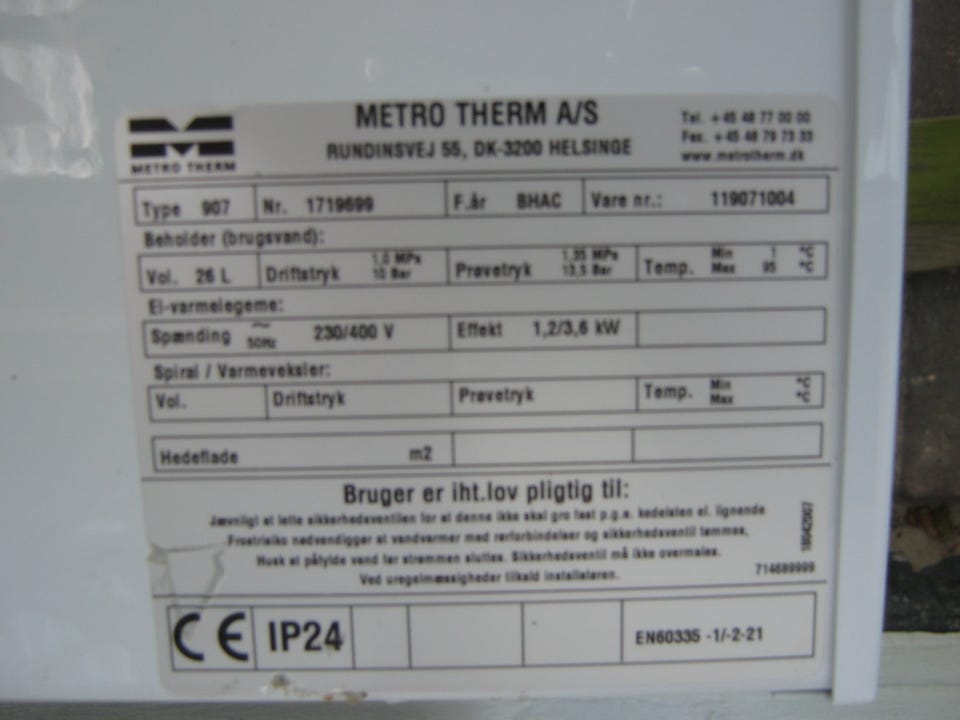 METRO THERM
METRO THERM A/S
RUNDINSVEJ 55, DK-3200 HELSINGE
Tel. +45 48 77 00 00
Fax. +45 48 79 73 33
www.metrotherm.dk
Type 907 Nr. 1719699 F.år BHAC Vare nr.: 119071004
Beholder (brugsvand):
Vol. 26 L Driftstryk 1,0 MPa 10 Bar Prøvetryk 1,35 MPa 13,5 Bar Temp. Min 1 °C Max 95 °C
El-varmelegeme:
Spænding ~ 50Hz 230/400 V Effekt 1,2/3,6 kW
Spiral / Varmeveksler:
Vol. Driftstryk Prøvetryk Temp. Min °C Max °C
Hedeflade m2
Bruger er iht.lov pligtig til:
Jævnligt at lette sikkerhedsventilen for at denne ikke skal gro fast p.g.a. kedelsten el. lignende
Frostrisiko nødvendigger at vandvarmer med rørforbindelser og sikkerhedsventil tømmes,
Husk at påfylde vand før strømmen sluttes. Sikkerhedsventil må ikke overmales.
Ved uregelmæssigheder tilkald installatøren.
714689999
16042007
CE IP24 EN60335 -1/-2-21